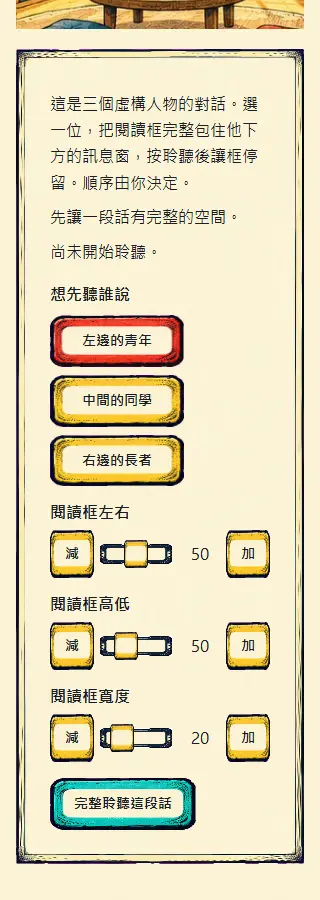 這是三個虛構人物的對話。選
一位，把閱讀框完整包住他下
方的訊息窗，按聆聽後讓框停
留。順序由你決定。
先讓一段話有完整的空間。
尚未開始聆聽。
想先聽誰說
左邊的青年
中間的同學
右邊的長者
閱讀框左右
減 50 加
閱讀框高低
減 50 加
閱讀框寬度
減 20 加
完整聆聽這段話